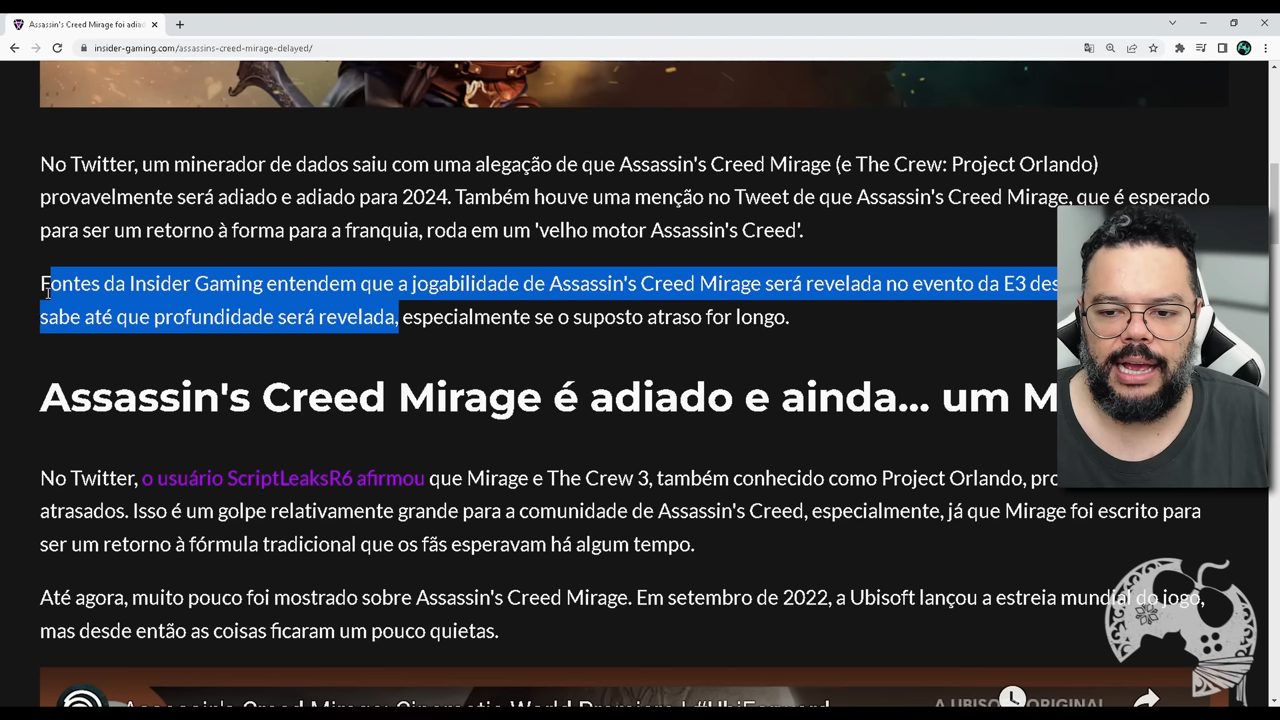 Assassin's Creed Mirage foi adiad
insider-gaming.com/assassins-creed-mirage-delayed/
No Twitter, um minerador de dados saiu com uma alegação de que Assassin's Creed Mirage (e The Crew: Project Orlando)
provavelmente será adiado e adiado para 2024. Também houve uma menção no Tweet de que Assassin's Creed Mirage, que é esperado
para ser um retorno à forma para a franquia, roda em um 'velho motor Assassin's Creed'.
Fontes da Insider Gaming entendem que a jogabilidade de Assassin's Creed Mirage será revelada no evento da E3 des
sabe até que profundidade será revelada, especialmente se o suposto atraso for longo.
Assassin's Creed Mirage é adiado e ainda... um M
No Twitter, o usuário ScriptLeaksR6 afirmou que Mirage e The Crew 3, também conhecido como Project Orlando, pro
atrasados. Isso é um golpe relativamente grande para a comunidade de Assassin's Creed, especialmente, já que Mirage foi escrito para
ser um retorno à fórmula tradicional que os fãs esperavam há algum tempo.
Até agora, muito pouco foi mostrado sobre Assassin's Creed Mirage. Em setembro de 2022, a Ubisoft lançou a estreia mundial do jogo,
mas desde então as coisas ficaram um pouco quietas.
Assassin's Creed Mirage: Cinematic World Premiere | #UbiForward
A UBISOFT ORIGINAL